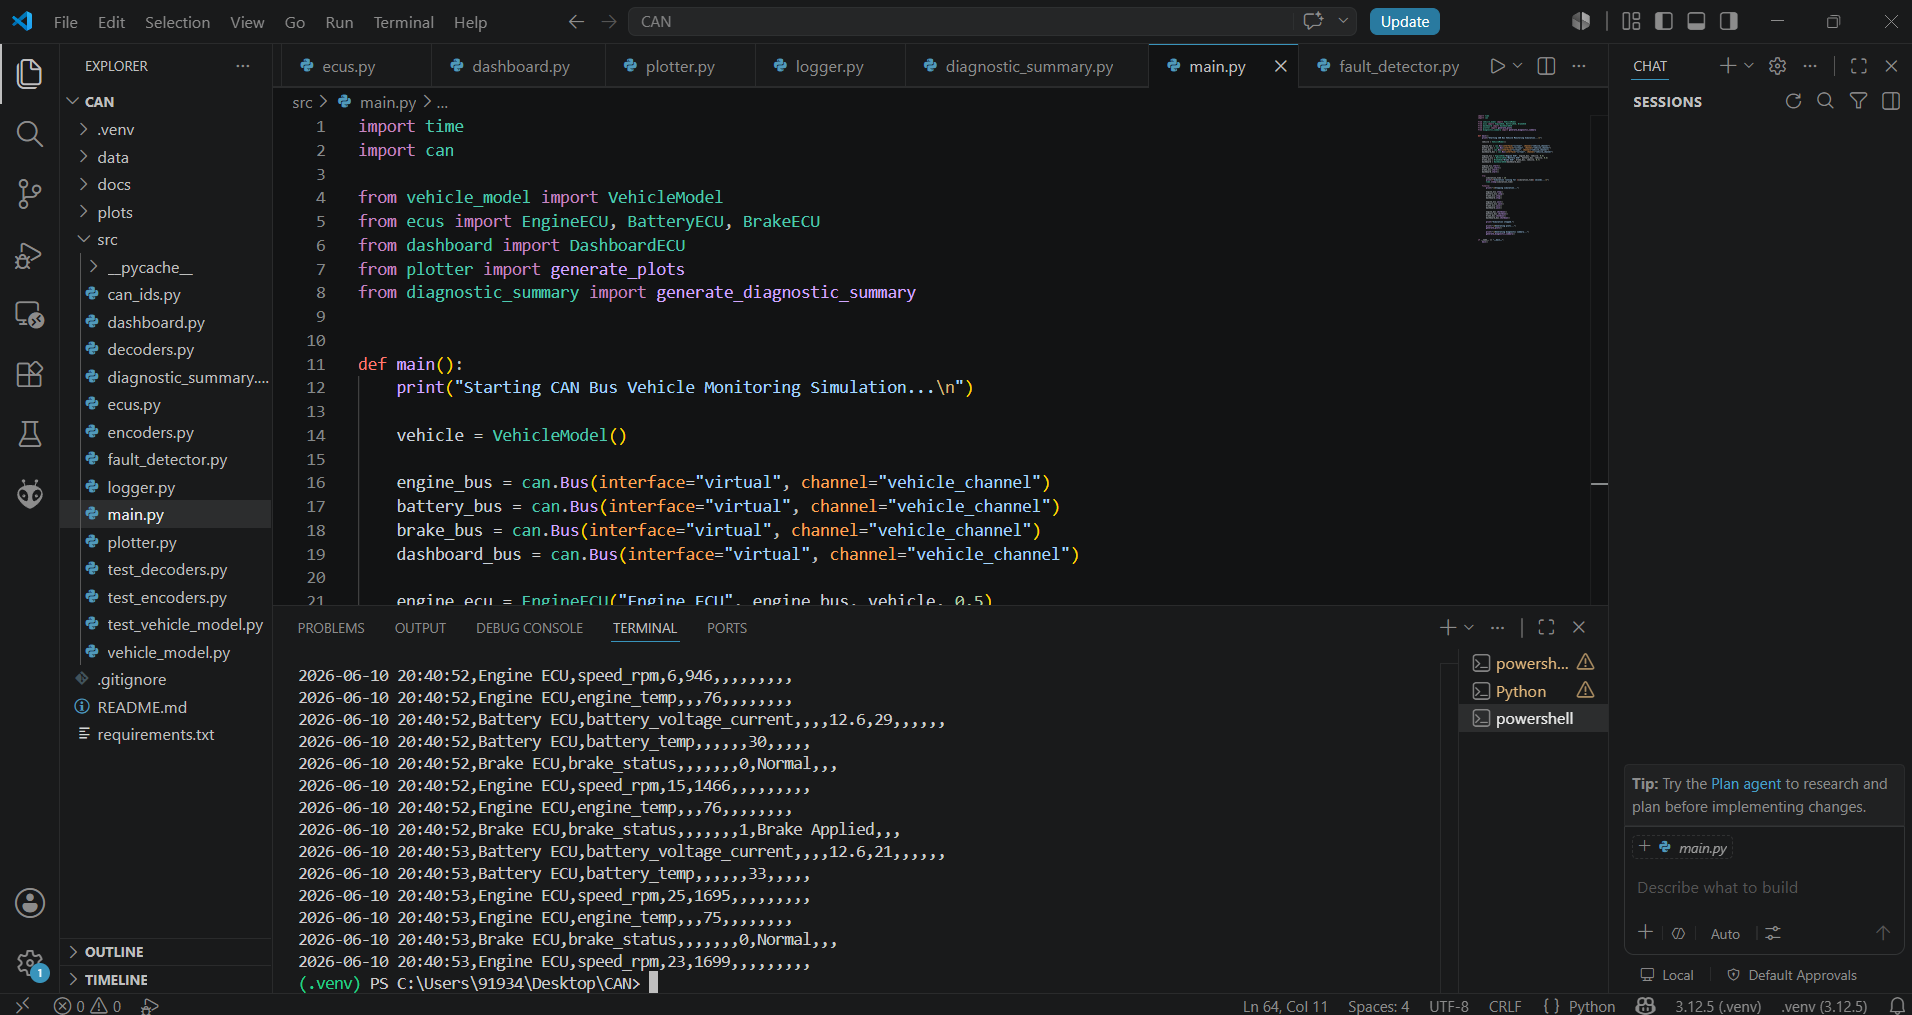 File Edit Selection View Go Run Terminal Help
CAN
Update
EXPLORER
CAN
.venv
data
docs
plots
src
__pycache__
can_ids.py
dashboard.py
decoders.py
diagnostic_summary....
ecus.py
encoders.py
fault_detector.py
logger.py
main.py
plotter.py
test_decoders.py
test_encoders.py
test_vehicle_model.py
vehicle_model.py
.gitignore
README.md
requirements.txt
OUTLINE
TIMELINE
1
ecus.py dashboard.py plotter.py logger.py diagnostic_summary.py main.py fault_detector.py
src > main.py > ...
1 import time
2 import can
3
4 from vehicle_model import VehicleModel
5 from ecus import EngineECU, BatteryECU, BrakeECU
6 from dashboard import DashboardECU
7 from plotter import generate_plots
8 from diagnostic_summary import generate_diagnostic_summary
9
10
11 def main():
12 print("Starting CAN Bus Vehicle Monitoring Simulation...\n")
13
14 vehicle = VehicleModel()
15
16 engine_bus = can.Bus(interface="virtual", channel="vehicle_channel")
17 battery_bus = can.Bus(interface="virtual", channel="vehicle_channel")
18 brake_bus = can.Bus(interface="virtual", channel="vehicle_channel")
19 dashboard_bus = can.Bus(interface="virtual", channel="vehicle_channel")
20
21 engine_ecu = EngineECU("Engine ECU", engine_bus, vehicle, 0.5)
PROBLEMS OUTPUT DEBUG CONSOLE TERMINAL PORTS
2026-06-10 20:40:52,Engine ECU,speed_rpm,6,946,,,,,,,,,
2026-06-10 20:40:52,Engine ECU,engine_temp,,,76,,,,,,,,
2026-06-10 20:40:52,Battery ECU,battery_voltage_current,,,,12.6,29,,,,,,
2026-06-10 20:40:52,Battery ECU,battery_temp,,,,,,30,,,,,
2026-06-10 20:40:52,Brake ECU,brake_status,,,,,,,0,Normal,,,
2026-06-10 20:40:52,Engine ECU,speed_rpm,15,1466,,,,,,,,,
2026-06-10 20:40:52,Engine ECU,engine_temp,,,76,,,,,,,,
2026-06-10 20:40:52,Brake ECU,brake_status,,,,,,,1,Brake Applied,,,
2026-06-10 20:40:53,Battery ECU,battery_voltage_current,,,,12.6,21,,,,,,
2026-06-10 20:40:53,Battery ECU,battery_temp,,,,,,33,,,,,
2026-06-10 20:40:53,Engine ECU,speed_rpm,25,1695,,,,,,,,,
2026-06-10 20:40:53,Engine ECU,engine_temp,,,75,,,,,,,,
2026-06-10 20:40:53,Brake ECU,brake_status,,,,,,,0,Normal,,,
2026-06-10 20:40:53,Engine ECU,speed_rpm,23,1699,,,,,,,,,
(.venv) PS C:\Users\91934\Desktop\CAN>
powersh...
Python
powershell
CHAT
SESSIONS
Tip: Try the Plan agent to research and
plan before implementing changes.
main.py
Describe what to build
Auto
Local Default Approvals
0 0 Ln 64, Col 11 Spaces: 4 UTF-8 CRLF {} Python 3.12.5 (.venv) .venv (3.12.5)